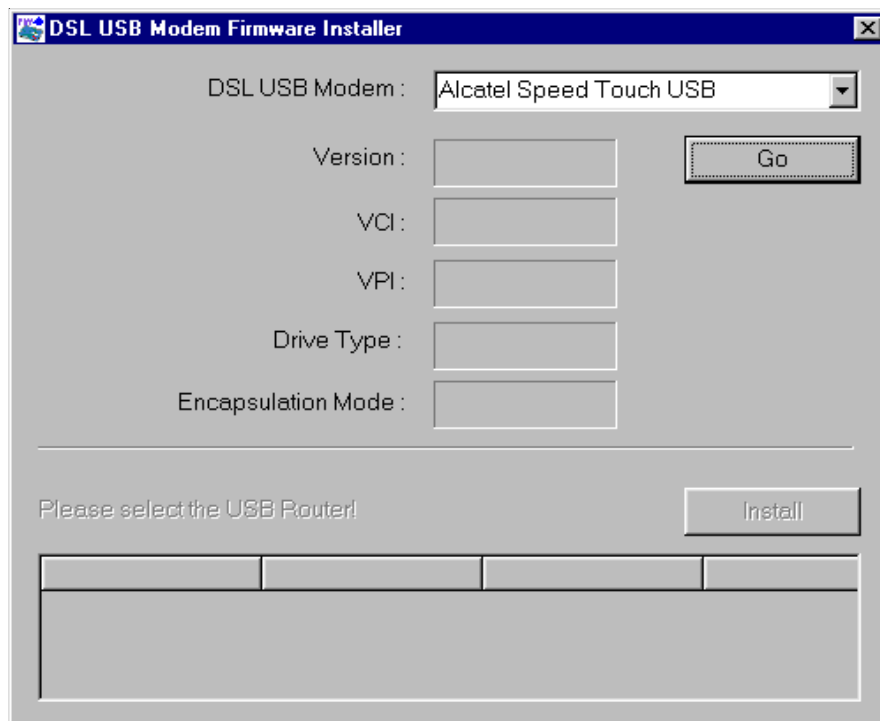 DSL USB Modem Firmware Installer
DSL USB Modem : Alcatel Speed Touch USB
Version : Go
VCI :
VPI :
Drive Type :
Encapsulation Mode :
Please select the USB Router! Install